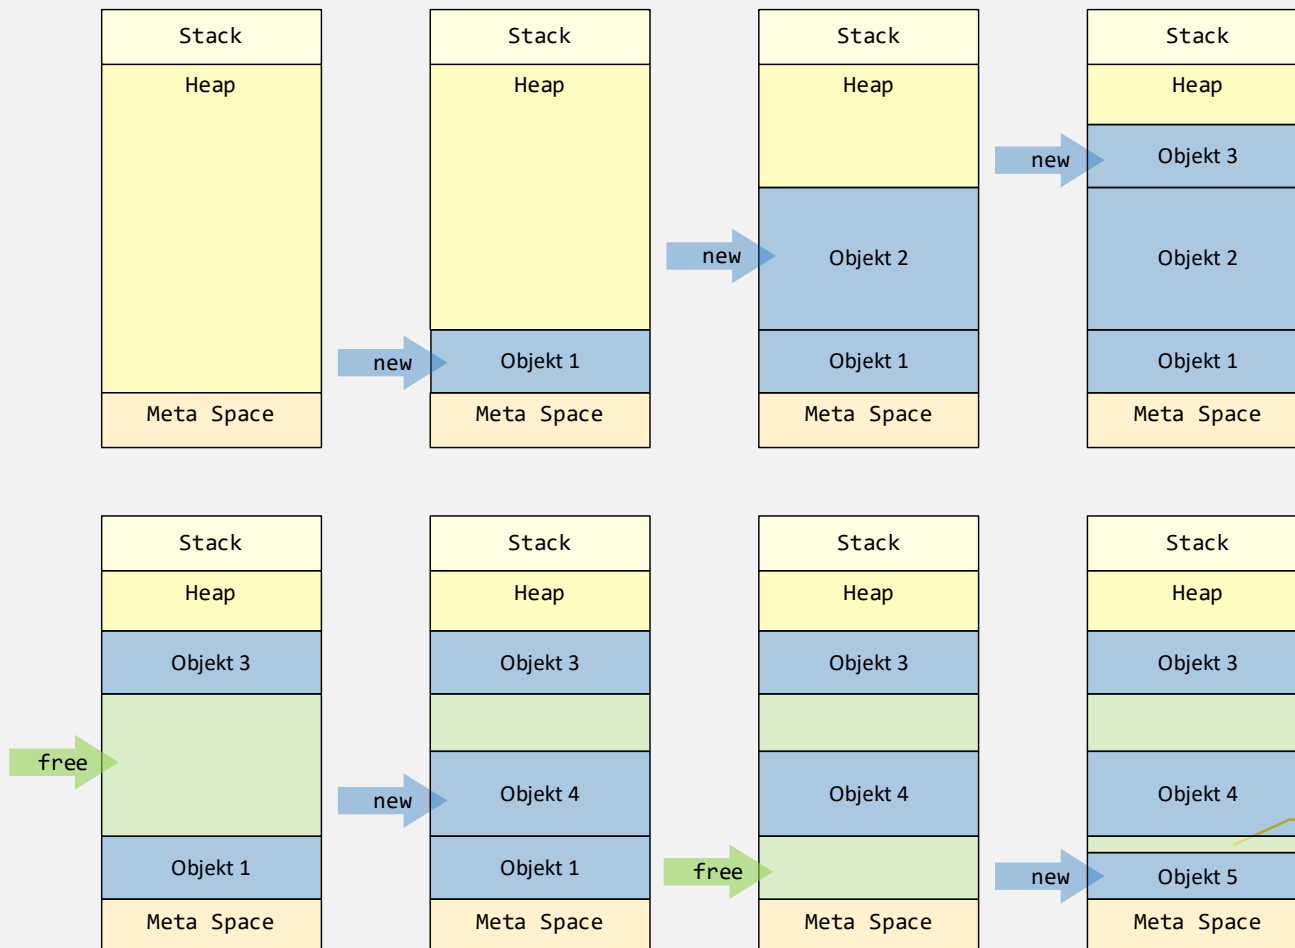 Stack
Stack
Stack
Stack
Heap
Heap
Heap
Heap
new
Objekt 3
new
Objekt 2
Objekt 2
new
Objekt 1
Objekt 1
Objekt 1
Meta Space
Meta Space
Meta Space
Meta Space
Stack
Stack
Stack
Stack
Heap
Heap
Heap
Heap
Objekt 3
Objekt 3
Objekt 3
Objekt 3
free
new
Objekt 4
Objekt 4
Objekt 4
Objekt 1
Objekt 1
free
new
Objekt 5
Meta Space
Meta Space
Meta Space
Meta Space